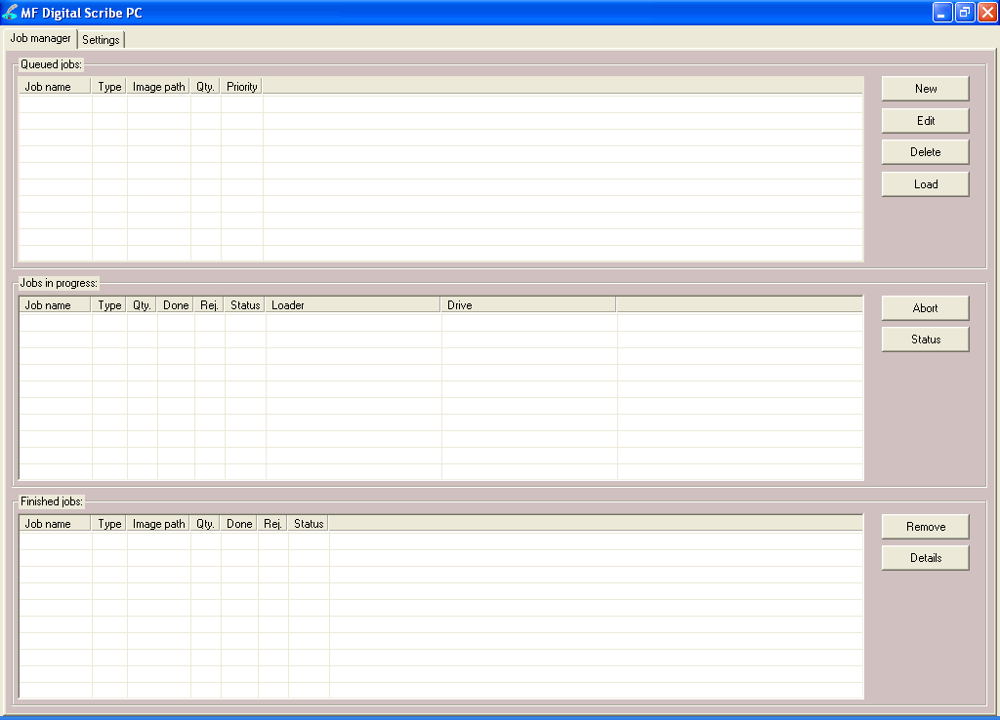 MF Digital Scribe PC
Job manager Settings
Queued jobs:
Job name Type Image path Qty. Priority
New
Edit
Delete
Load
Jobs in progress:
Job name Type Qty. Done Rej. Status Loader Drive
Abort
Status
Finished jobs:
Job name Type Image path Qty. Done Rej. Status
Remove
Details